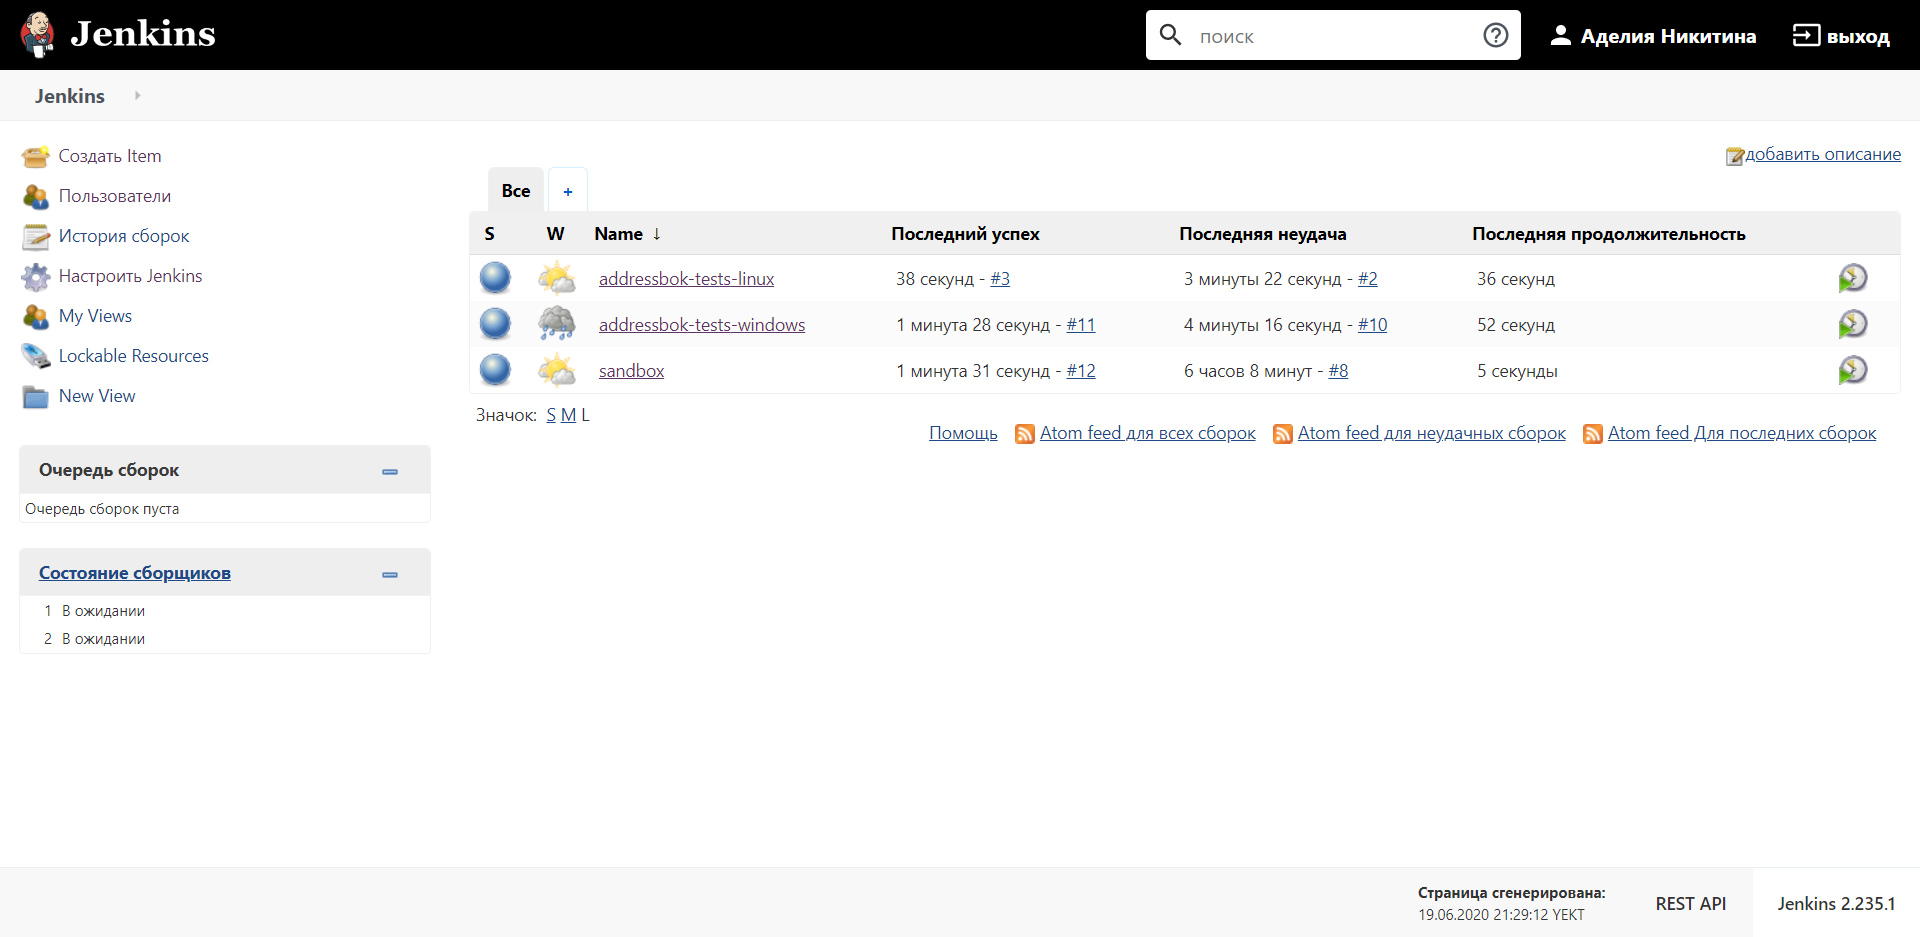 Jenkins
поиск
Аделия Никитина
выход
Jenkins
Создать Item
Пользователи
История сборок
Настроить Jenkins
My Views
Lockable Resources
New View
Очередь сборок
Очередь сборок пуста
Состояние сборщиков
1 В ожидании
2 В ожидании
добавить описание
Все +
S W Name ↓ Последний успех Последняя неудача Последняя продолжительность
addressbok-tests-linux 38 секунд - #3 3 минуты 22 секунд - #2 36 секунд
addressbok-tests-windows 1 минута 28 секунд - #11 4 минуты 16 секунд - #10 52 секунд
sandbox 1 минута 31 секунд - #12 6 часов 8 минут - #8 5 секунды
Значок: S M L
Помощь Atom feed для всех сборок Atom feed для неудачных сборок Atom feed Для последних сборок
Страница сгенерирована:
19.06.2020 21:29:12 YEKT
REST API
Jenkins 2.235.1